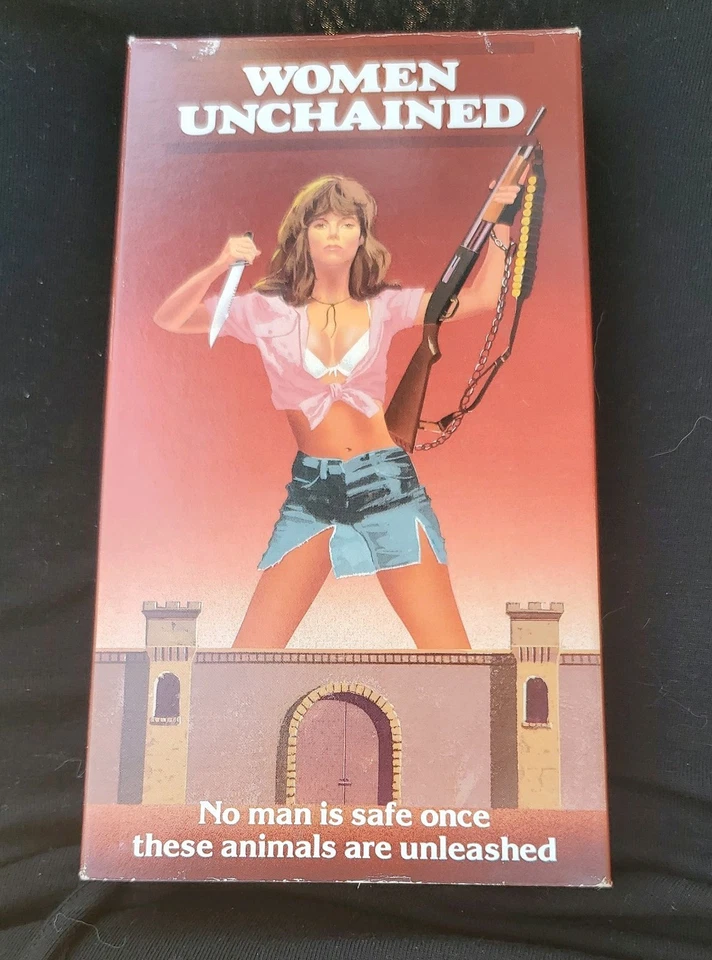 WOMEN
UNCHAINED
No man is safe once
these animals are unleashed